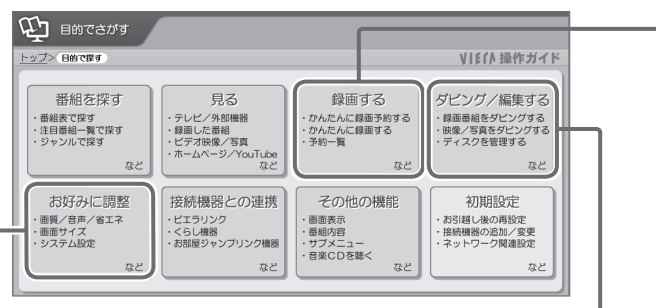 目的でさがす
トップ> 目的で探す
VIERA 操作ガイド
番組を探す
・番組表で探す
・注目番組一覧で探す
・ジャンルで探す
など
見る
・テレビ／外部機器
・録画した番組
・ビデオ映像／写真
・ホームページ／YouTube
など
録画する
・かんたんに録画予約する
・かんたんに録画する
・予約一覧
など
ダビング／編集する
・録画番組をダビングする
・映像／写真をダビングする
・ディスクを管理する
など
お好みに調整
・画質／音声／省エネ
・画面サイズ
・システム設定
など
接続機器との連携
・ビエラリンク
・くらし機器
・お部屋ジャンプリンク機器
など
その他の機能
・画面表示
・番組内容
・サブメニュー
・音楽ＣＤを聴く
など
初期設定
・お引越し後の再設定
・接続機器の追加／変更
・ネットワーク関連設定
など